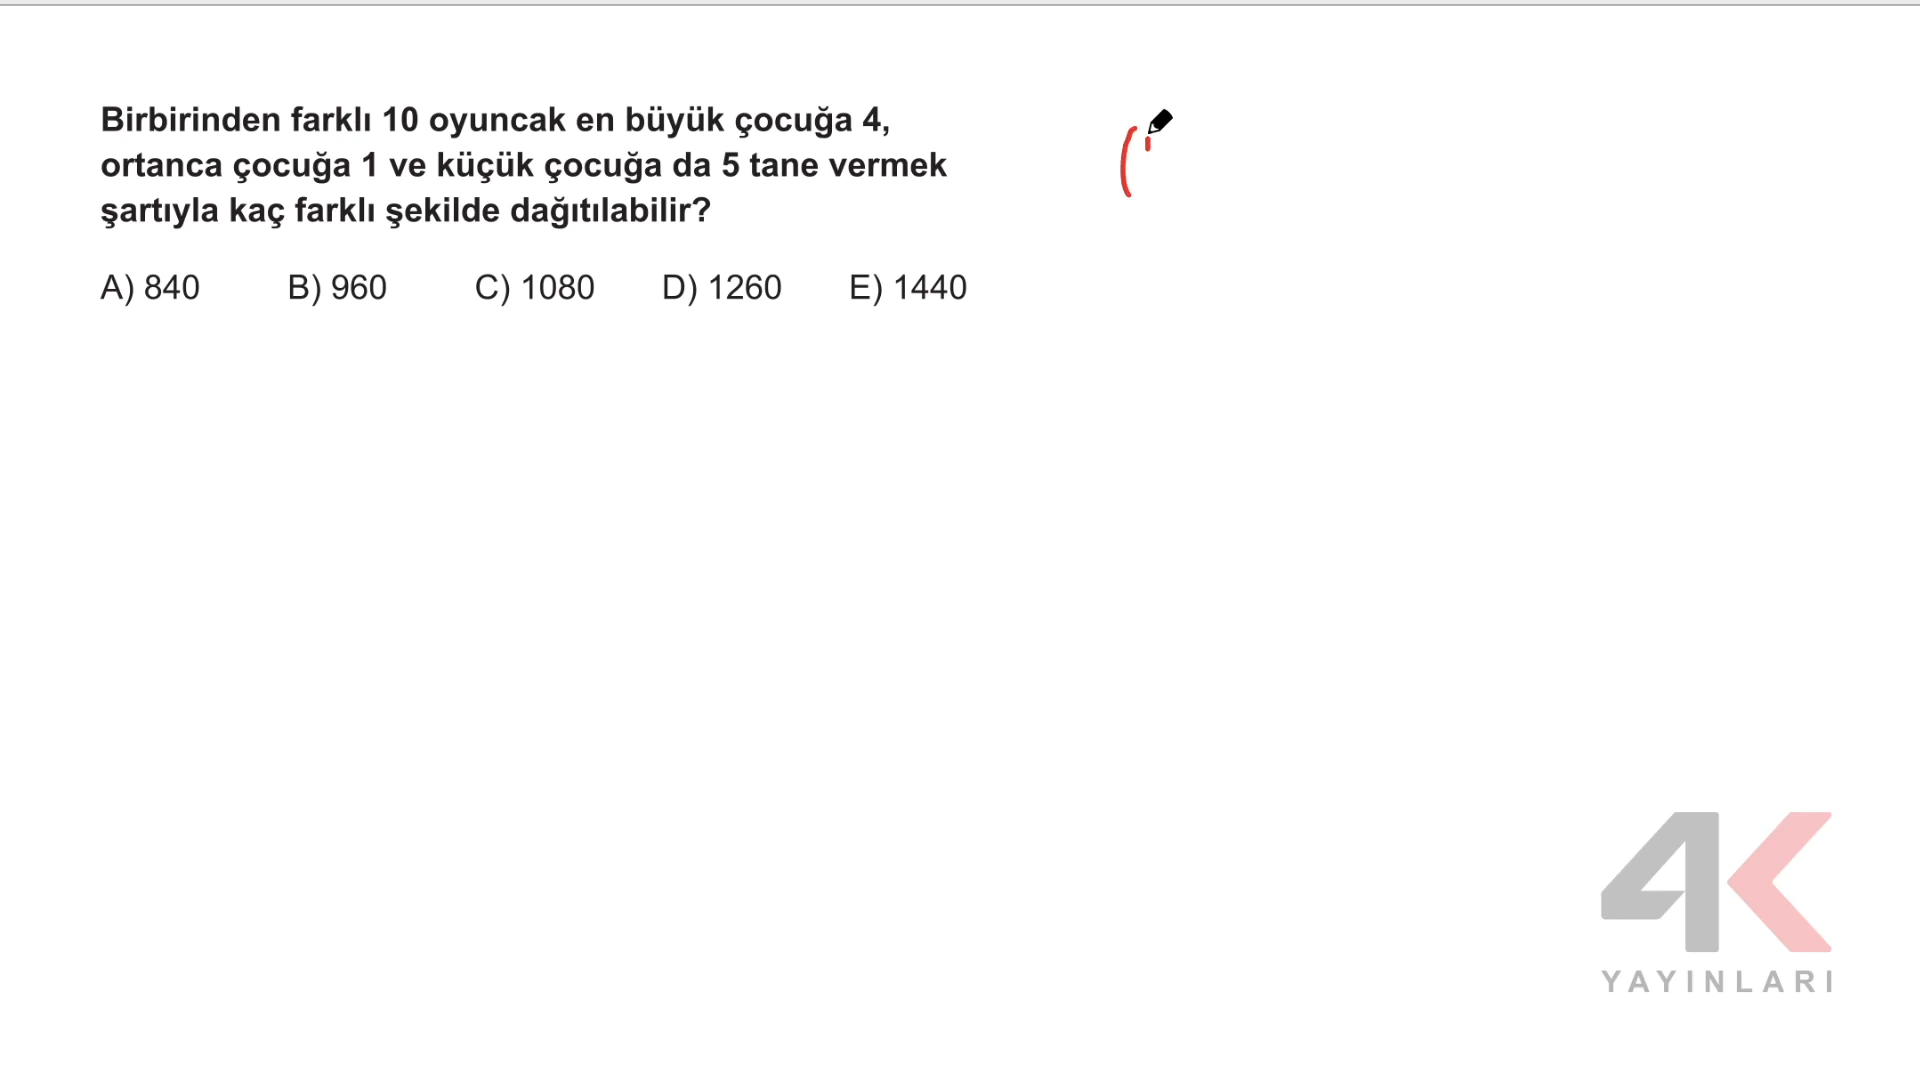 Birbirinden farklı 10 oyuncak en büyük çocuğa 4,
ortanca çocuğa 1 ve küçük çocuğa da 5 tane vermek
şartıyla kaç farklı şekilde dağıtılabilir?
A) 840 B) 960 C) 1080 D) 1260 E) 1440
(
4K
YAYINLARI